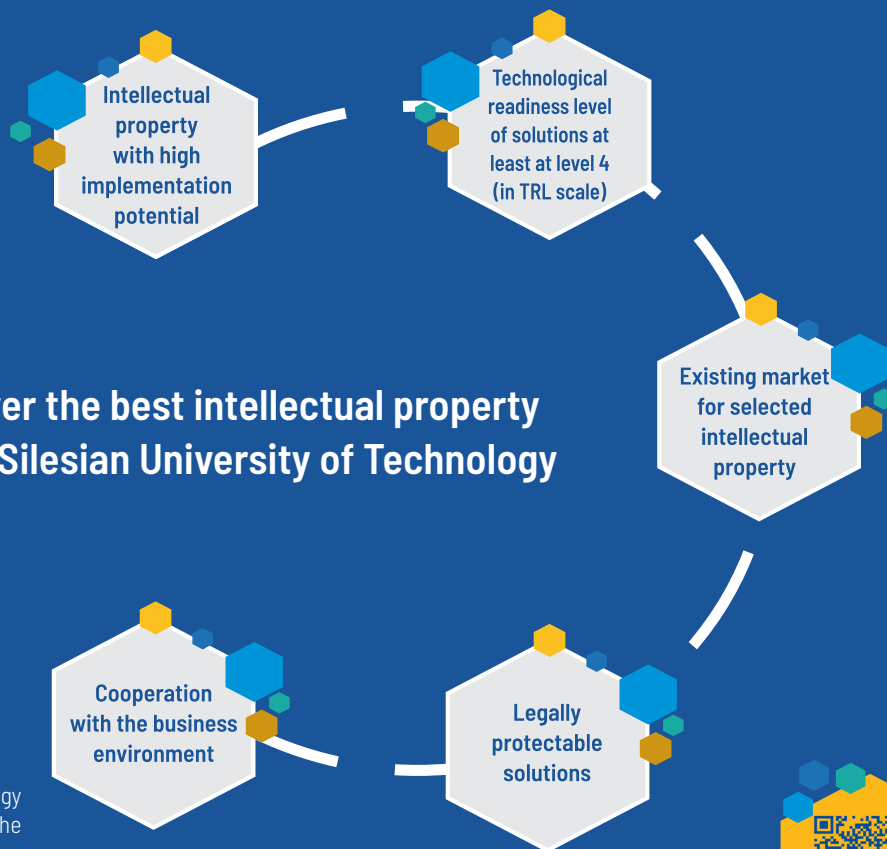 Intellectual
property
with high
implementation
potential
Technological
readiness level
of solutions at
least at level 4
(in TRL scale)
Existing market
for selected
intellectual
property
er the best intellectual property
Silesian University of Technology
Cooperation
with the business
environment
Legally
protectable
solutions
gy
he